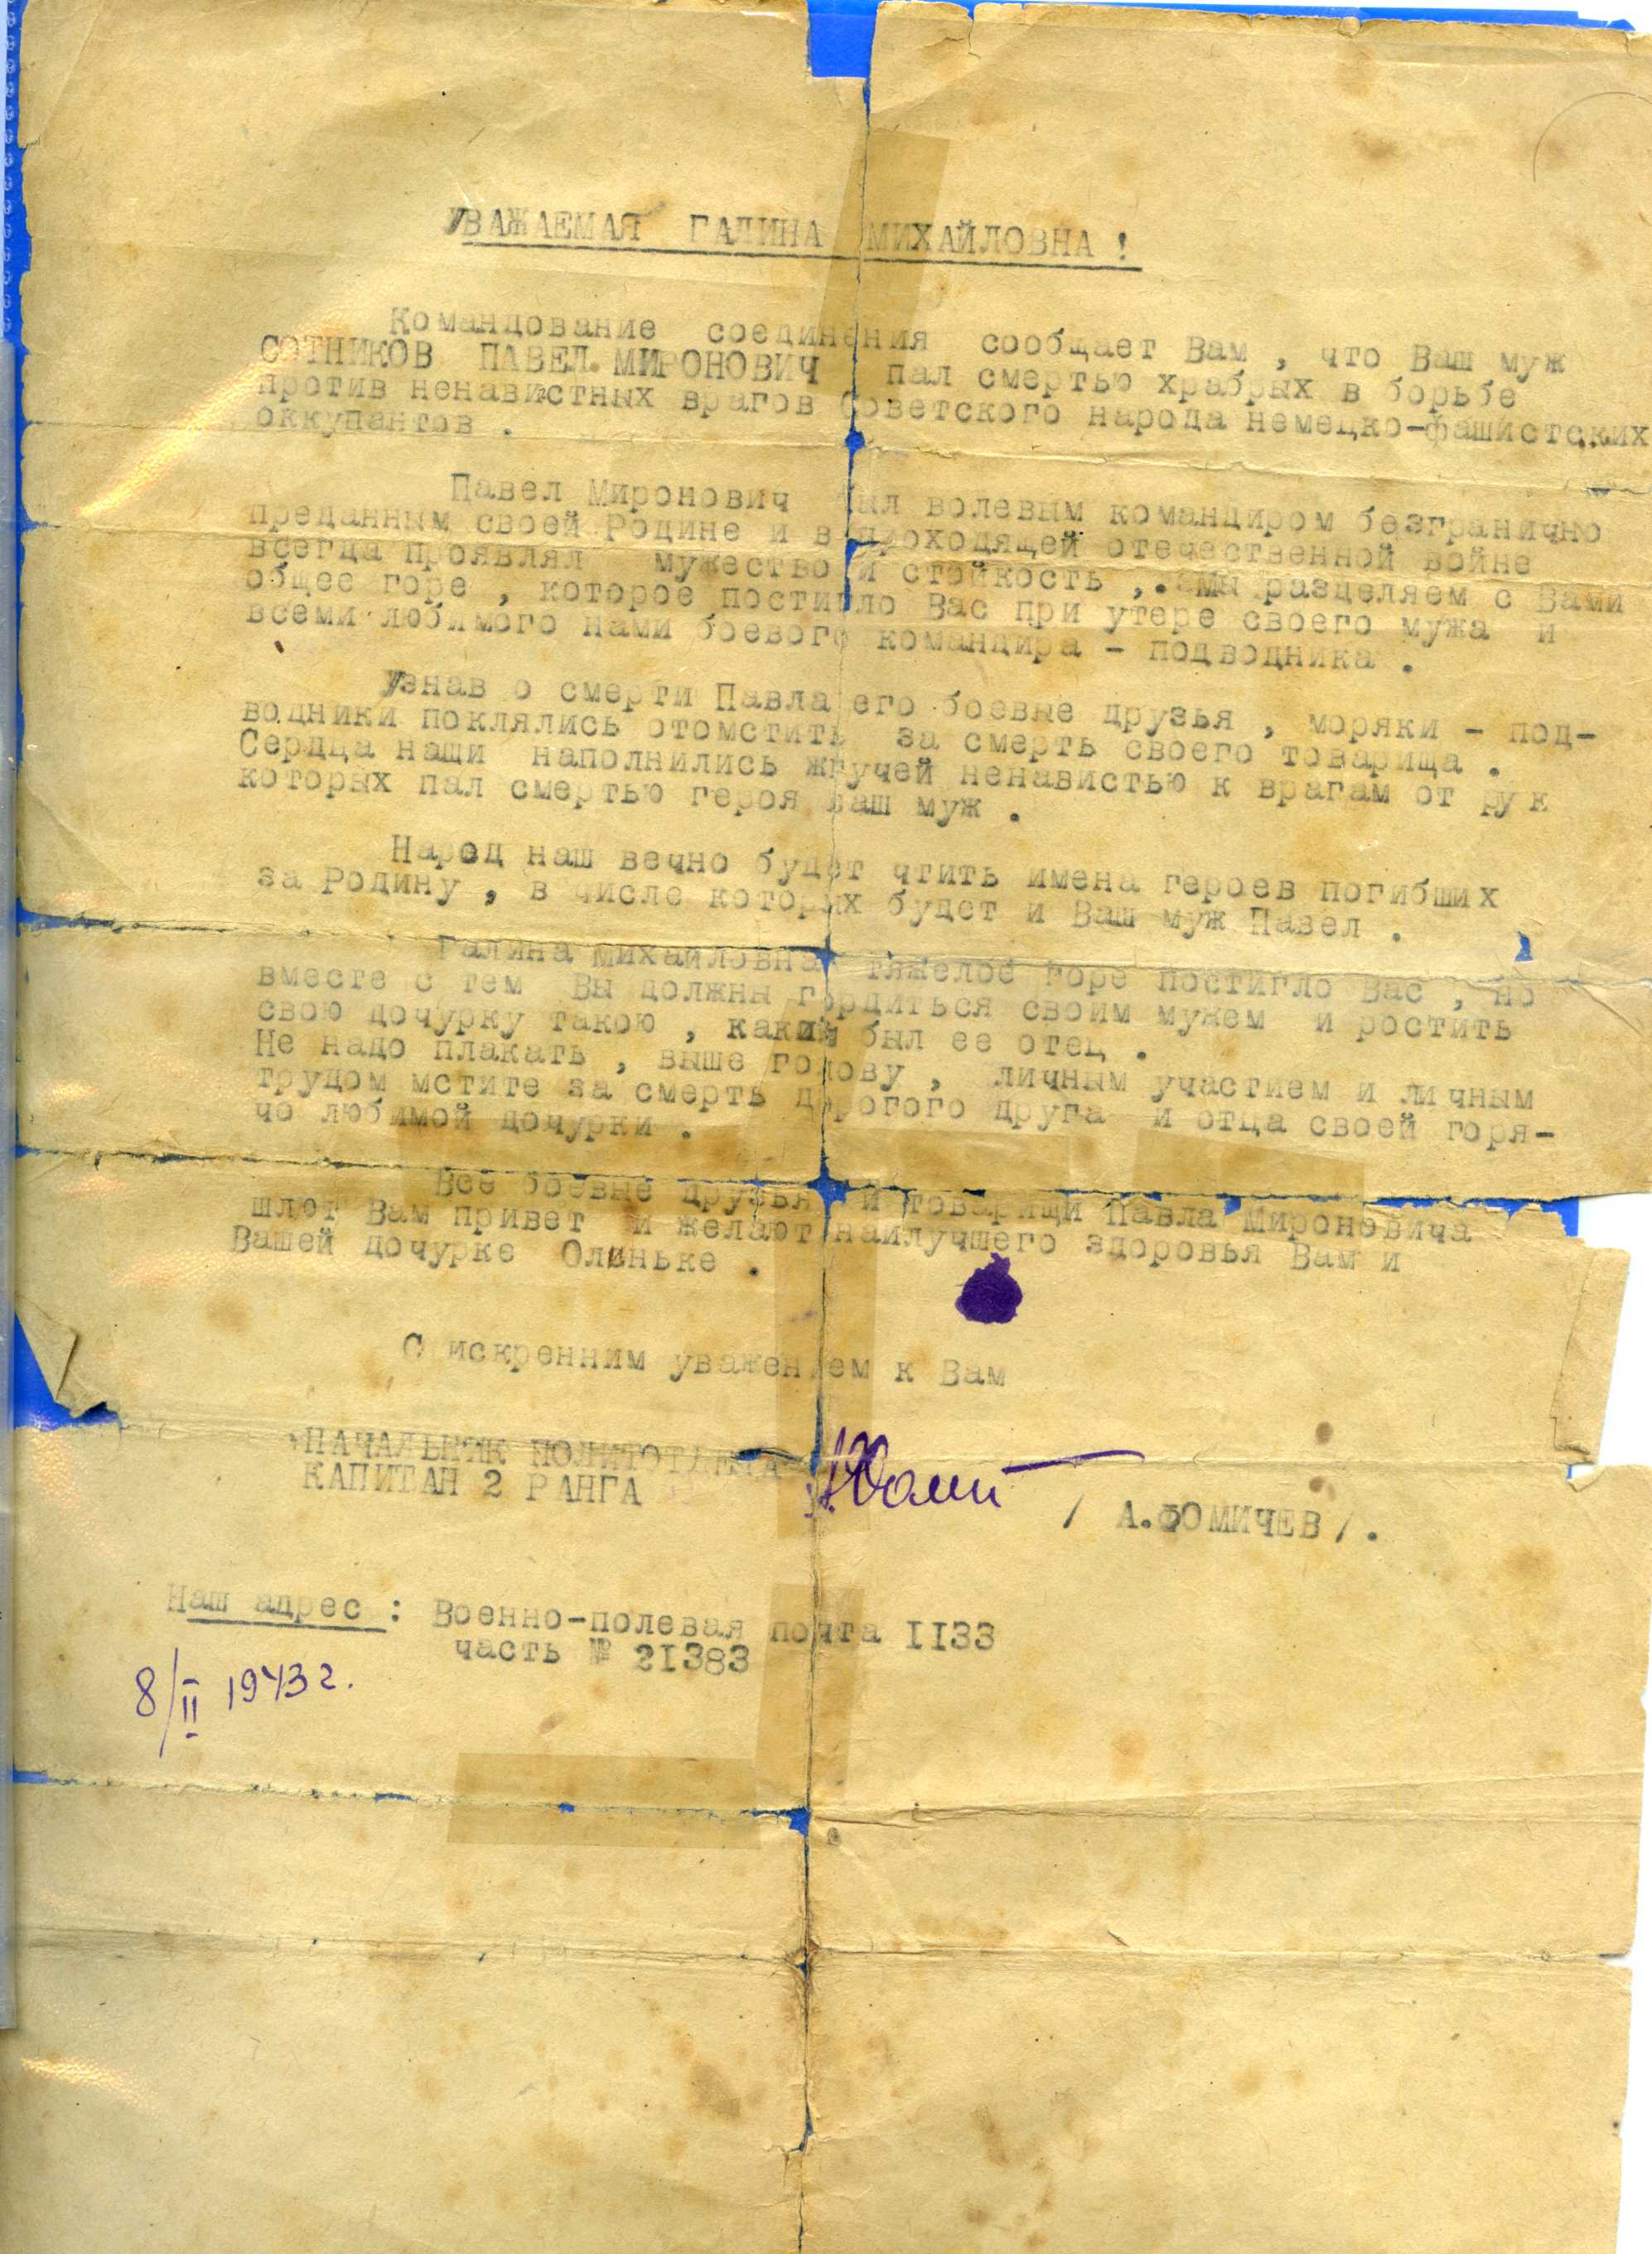 УВАЖАЕМАЯ ГАЛИНА МИХАЙЛОВНА !
Командование соединения сообщает Вам , что Ваш муж
СОТНИКОВ ПАВЕЛ МИРОНОВИЧ пал смертью храбрых в борьбе
против ненавистных врагов Советского народа немецко-фашистских
оккупантов .
Павел Миронович был волевым командиром безгранично
преданным своей Родине и в проходящей отечественной войне
всегда проявлял мужество и стойкость , мы разделяем с Вами
общее горе , которое постигло Вас при утере своего мужа и
всеми любимого нами боевого командира - подводника .
Узнав о смерти Павла его боевые друзья , моряки - под-
водники поклялись отомстить за смерть своего товарища .
Сердца наши наполнились жгучей ненавистью к врагам от рук
которых пал смертью героя Ваш муж .
Народ наш вечно будет чтить имена героев погибших
за Родину , в числе которых будет и Ваш муж Павел .
Галина Михайловна тяжелое горе постигло Вас , но
вместе с тем Вы должны гордиться своим мужем и ростить
свою дочурку такою , каким был ее отец .
Не надо плакать , выше голову , личным участием и личным
трудом мстите за смерть дорогого друга и отца своей горя-
чо любимой дочурки .
Все боевые друзья и товарищи Павла Мироновича
шлют Вам привет и желают наилучшего здоровья Вам и
Вашей дочурке Олиньке .
С искренним уважением к Вам
НАЧАЛЬНИК ПОЛИТОТДЕЛА
КАПИТАН 2 РАНГА
/ А.ФОМИЧЕВ / .
Наш адрес : Военно-полевая почта II33
часть № 2I383
8/II 1943 г.